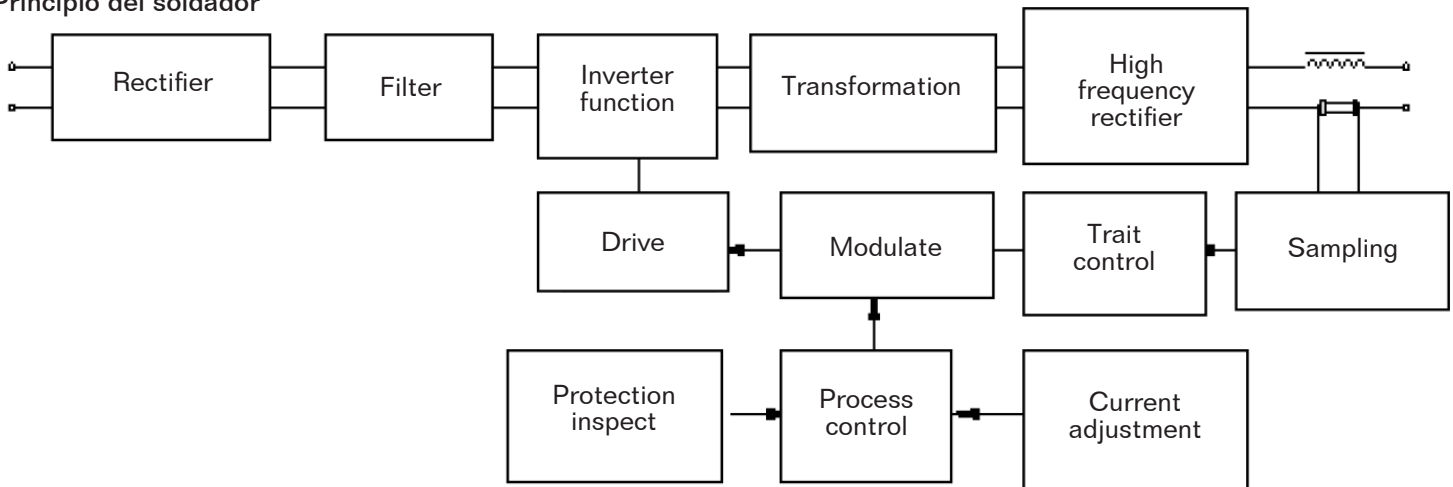 Principio del soldador
Rectifier
Filter
Inverter
function
Transformation
High
frequency
rectifier
Drive
Modulate
Trait
control
Sampling
Protection
inspect
Process
control
Current
adjustment